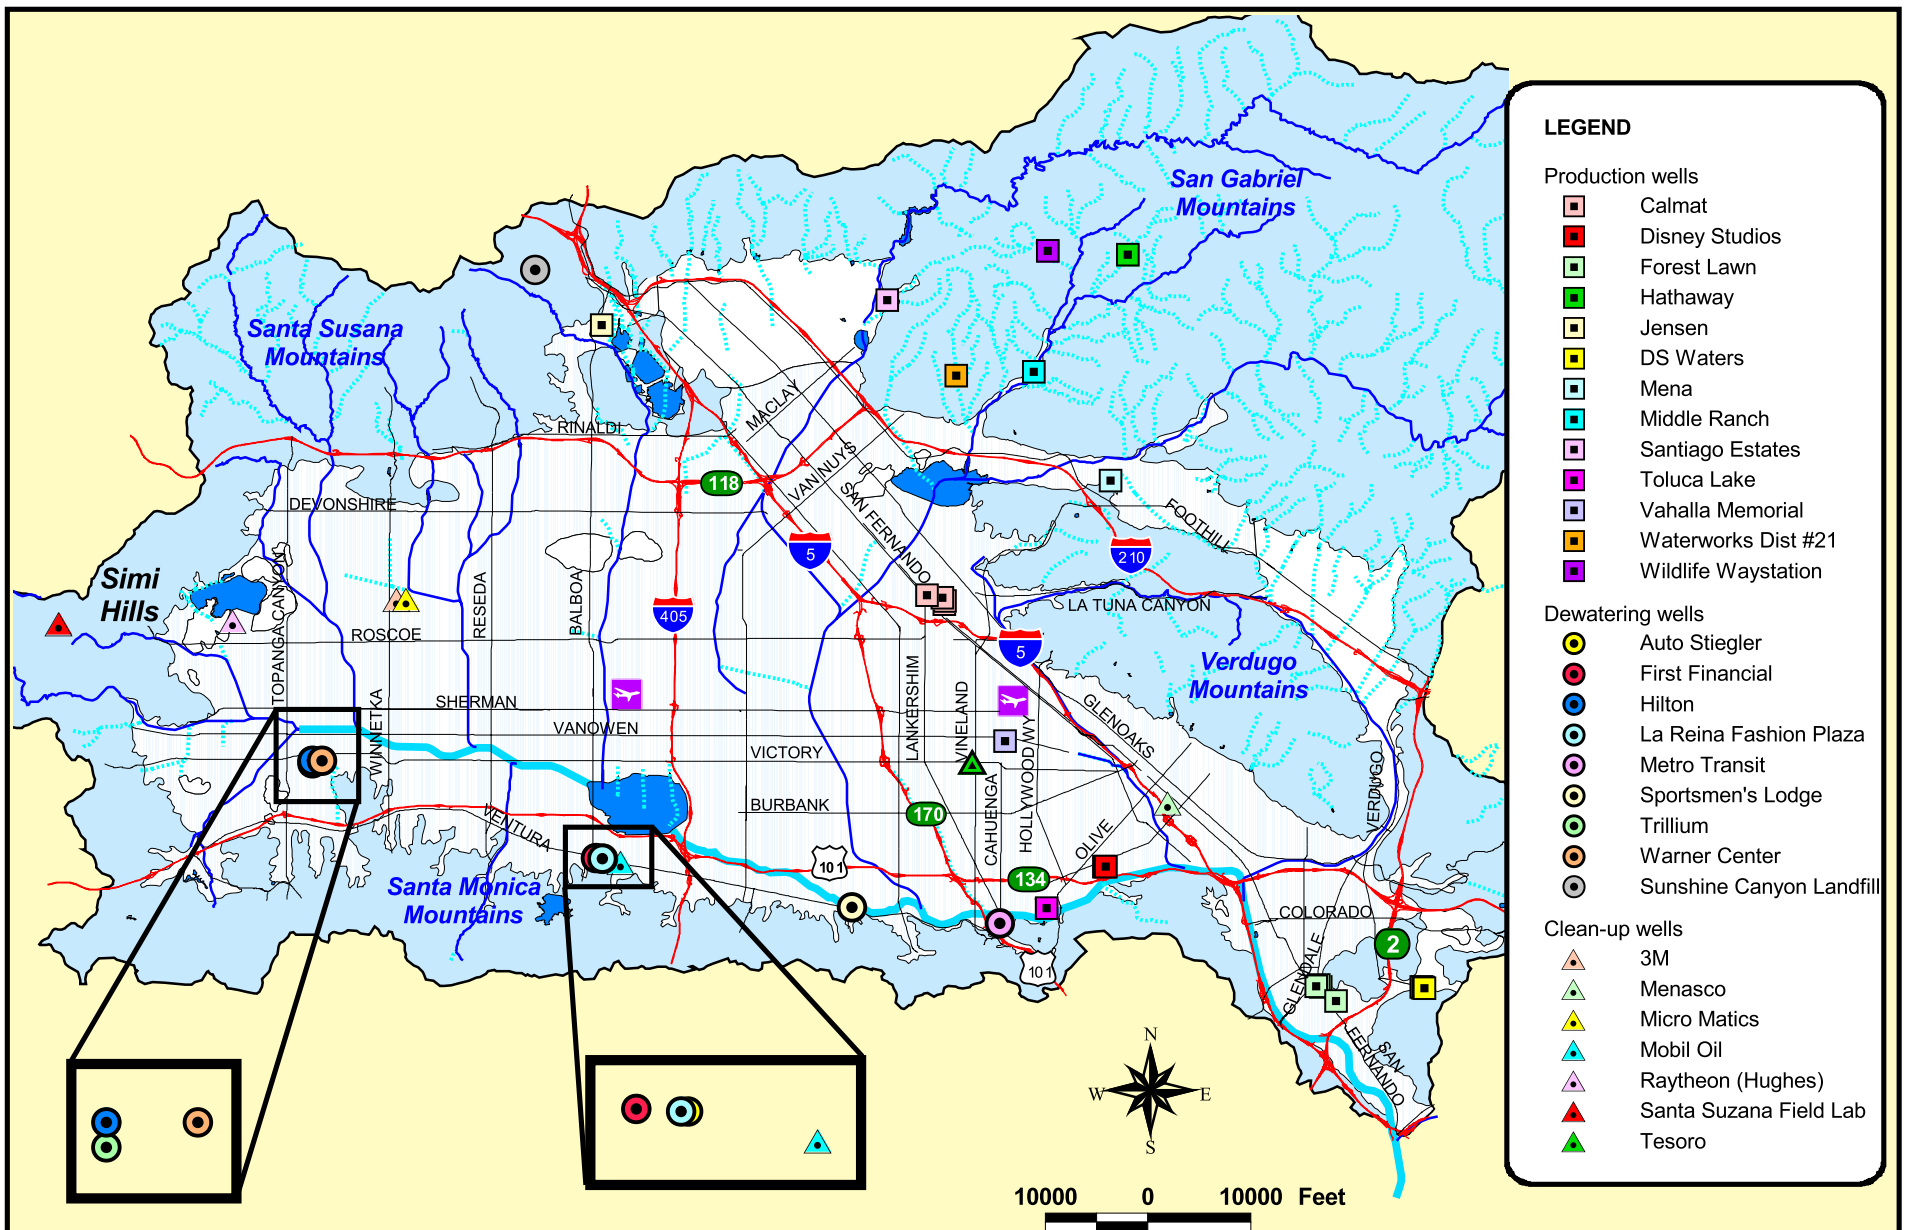 LEGEND
Production wells
Calmat
Disney Studios
Forest Lawn
Hathaway
Jensen
DS Waters
Mena
Middle Ranch
Santiago Estates
Toluca Lake
Vahalla Memorial
Waterworks Dist #21
Wildlife Waystation
Dewatering wells
Auto Stiegler
First Financial
Hilton
La Reina Fashion Plaza
Metro Transit
Sportsmen's Lodge
Trillium
Warner Center
Sunshine Canyon Landfill
Clean-up wells
3M
Menasco
Micro Matics
Mobil Oil
Raytheon (Hughes)
Santa Suzana Field Lab
Tesoro
San Gabriel
Mountains
Santa Susana
Mountains
Simi
Hills
Verdugo
Mountains
Santa Monica
Mountains
RINALDI
MACLAY
VAN NUYS
SAN FERNANDO
DEVONSHIRE
FOOTHILL
LA TUNA CANYON
TOPANGA CANYON
ROSCOE
RESEDA
BALBOA
WINNETKA
SHERMAN
VANOWEN
VICTORY
BURBANK
VENTURA
LANKERSHIM
VINELAND
CAHUENGA
HOLLYWOOD WY
GLENOAKS
OLIVE
VERDUGO
COLORADO
GLENDALE
SAN
FERNANDO
118
5
210
405
5
170
101
134
101
2
N
W
E
S
10000 0 10000 Feet